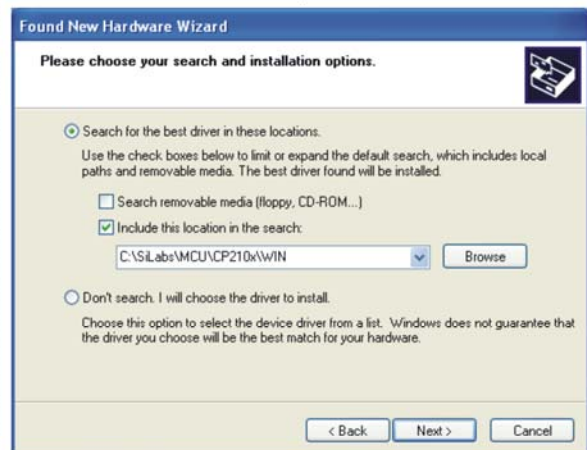 Found New Hardware Wizard
Please choose your search and installation options.
Search for the best driver in these locations.
Use the check boxes below to limit or expand the default search, which includes local
paths and removable media. The best driver found will be installed.
Search removable media (floppy, CD-ROM...)
Include this location in the search:
C:\SiLabs\MCU\CP210x\WIN
Browse
Don't search. I will choose the driver to install.
Choose this option to select the device driver from a list. Windows does not guarantee that
the driver you choose will be the best match for your hardware.
< Back Next > Cancel